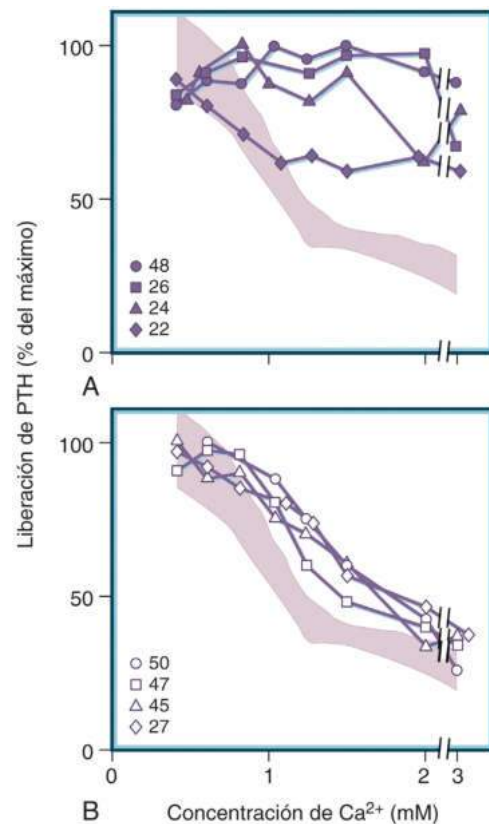 100
50
0
48
26
24
22
A
Liberación de PTH (% del máximo)
100
50
0
50
47
45
27
0 1 2 3
B
Concentración de Ca²⁺ (mM)